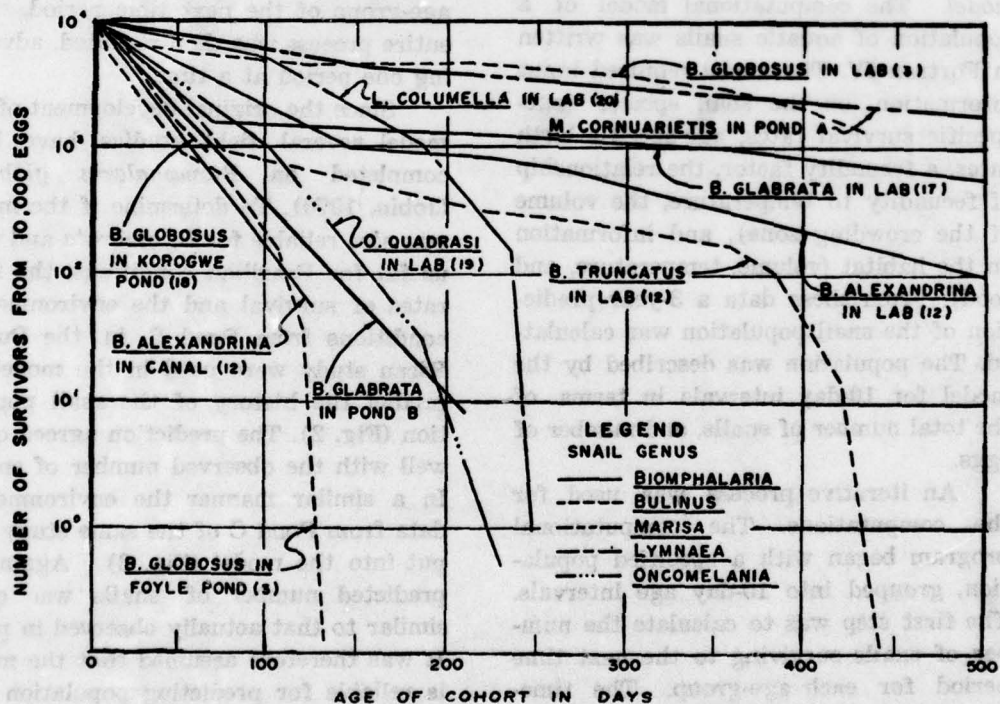 NUMBER OF SURVIVORS FROM 10,000 EGGS
10⁴
10³
10²
10¹
10⁰
B. GLOBOSUS IN LAB (3)
L. COLUMELLA IN LAB (20)
M. CORNUARIETIS IN POND A
B. GLABRATA IN LAB (17)
B. GLOBOSUS
IN KOROGWE
POND (18)
O. QUADRASI
IN LAB (19)
B. TRUNCATUS
IN LAB (12)
B. ALEXANDRINA
IN LAB (12)
B. ALEXANDRINA
IN CANAL (12)
B. GLABRATA
IN POND B
LEGEND
SNAIL GENUS
BIOMPHALARIA
BULINUS
MARISA
LYMNAEA
ONCOMELANIA
B. GLOBOSUS IN
FOYLE POND (3)
0 100 200 300 400 500
AGE OF COHORT IN DAYS